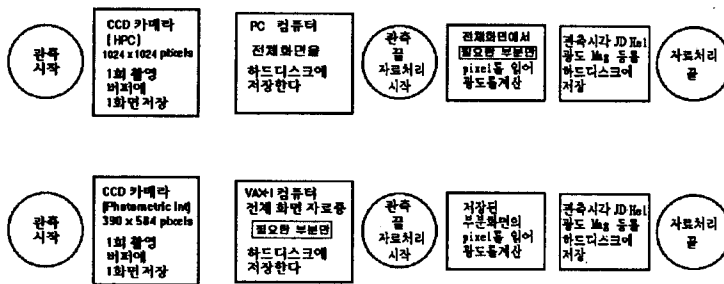 관측
시작
CCD 카메라
(HPC)
1024 x 1024 pixels
1회 촬영
버퍼에
1화면 저장
PC 컴퓨터
전체화면을
하드디스크에
저장한다
관측
끝
자료처리
시작
전체화면에서
필요한 부분만
pixel를 읽어
광도를계산
관측시각 JD Hel
광도 Mag 등를
하드디스크에
저장
자료처리
끝
관측
시작
CCD 카메라
(Photometric Int)
390 x 584 pixels
1회 촬영
버퍼에
1화면 저장
VAX-I 컴퓨터
전체 화면 자료중
필요한 부분만
하드디스크에
저장한다
관측
끝
자료처리
시작
저장된
부분화면의
pixel를 읽어
광도를계산
관측시각 JD Hel
광도 Mag 등를
하드디스크에
저장
자료처리
끝